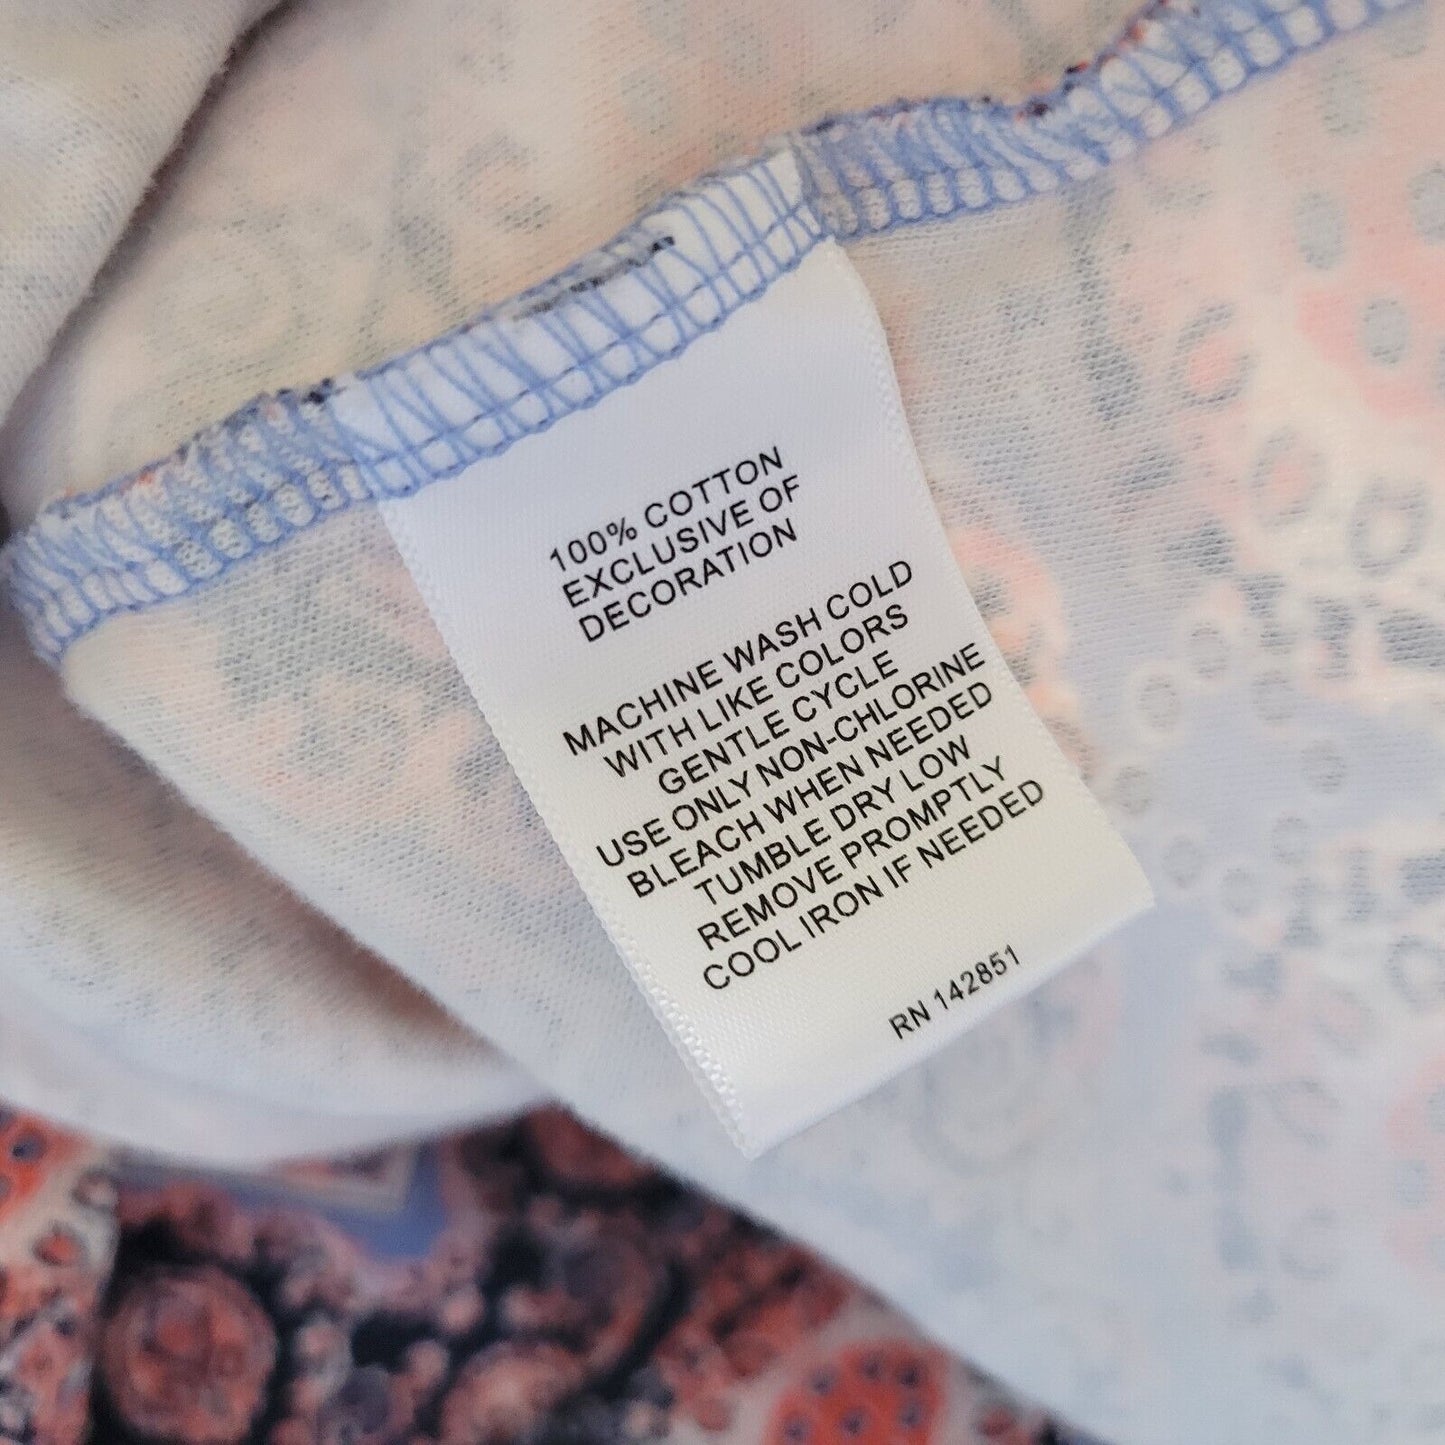 100% COTTON
EXCLUSIVE OF
DECORATION
MACHINE WASH COLD
WITH LIKE COLORS
GENTLE CYCLE
USE ONLY NON-CHLORINE
BLEACH WHEN NEEDED
TUMBLE DRY LOW
REMOVE PROMPTLY
COOL IRON IF NEEDED
RN 142851